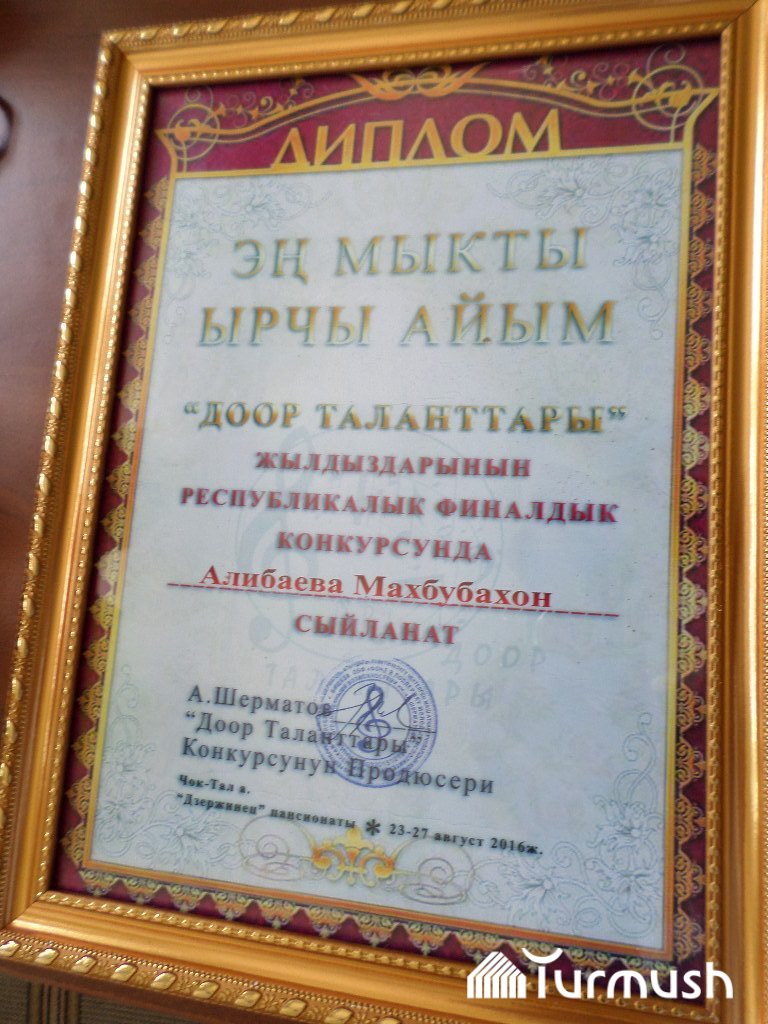 ДИПЛОМ
ЭҢ МЫКТЫ
ЫРЧЫ АЙЫМ
“ДООР ТАЛАНТТАРЫ“
ЖЫЛДЫЗДАРЫНЫН
РЕСПУБЛИКАЛЫК ФИНАЛДЫК
КОНКУРСУНДА
Алибаева Махбубахон
СЫЙЛАНАТ
ДООР
А.Шерматов
“Доор Таланттары“
Конкурсунун Продюсери
Чок-Тал а.
“Дзержинец” пансионаты * 23-27 август 2016ж.
Turmush